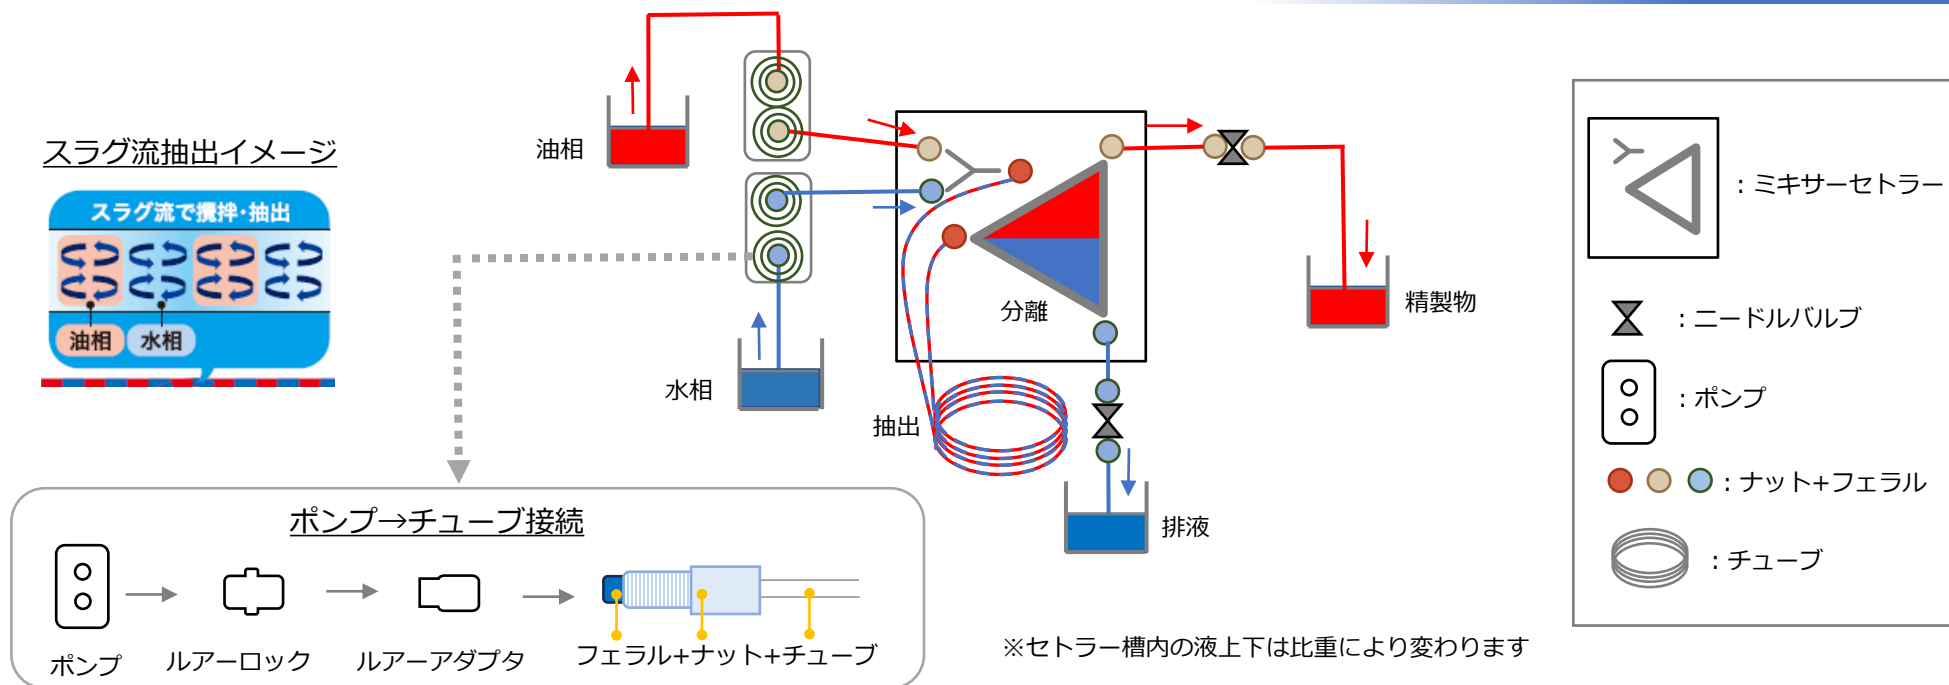 スラグ流抽出イメージ
スラグ流で攪拌・抽出
油相
水相
油相
水相
分離
抽出
精製物
排液
ポンプ→チューブ接続
ポンプ
ルアーロック
ルアーアダプタ
フェラル+ナット+チューブ
※セトラー槽内の液上下は比重により変わります
：ミキサーセトラー
：ニードルバルブ
：ポンプ
：ナット+フェラル
：チューブ